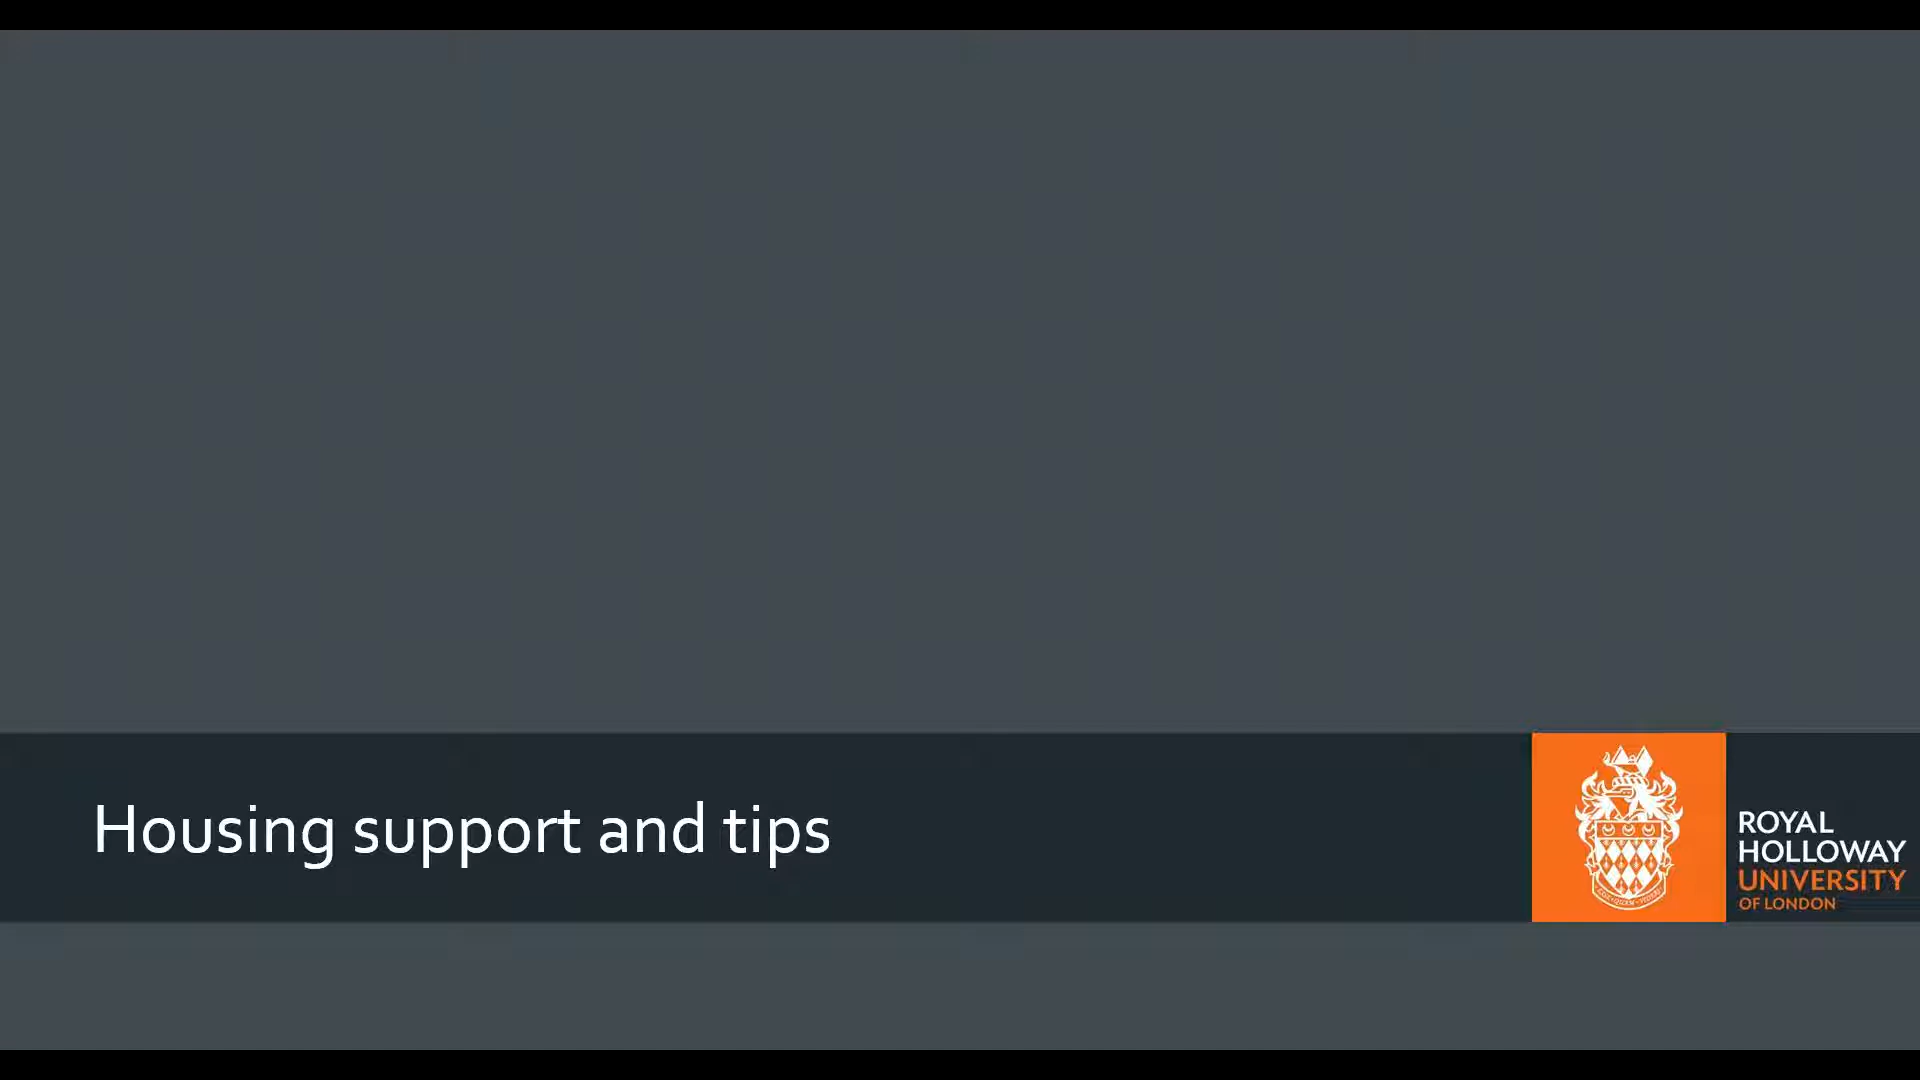 Housing support and tips
ROYAL
HOLLOWAY
UNIVERSITY
OF LONDON